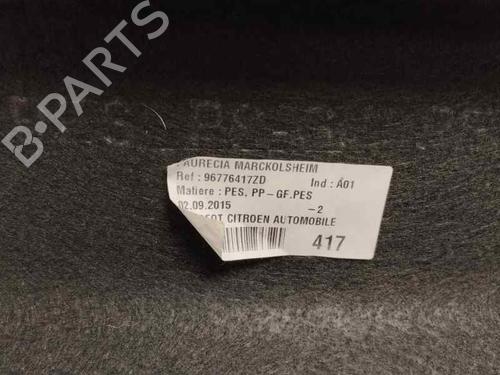 B-PARTS
FAURECIA MARCKOLSHEIM
Ref : 96776417ZD Ind : A01
Matiere : PES, PP-GF.PES
02.09.2015 -2
CITROEN AUTOMOBILE
417